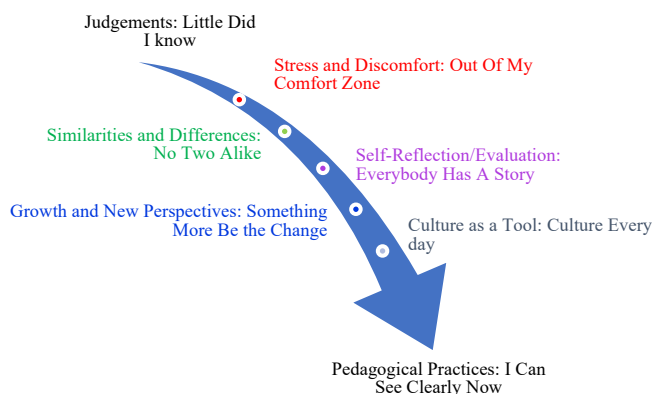 Judgements: Little Did
I know
Stress and Discomfort: Out Of My
Comfort Zone
Similarities and Differences:
No Two Alike
Self-Reflection/Evaluation:
Everybody Has A Story
Growth and New Perspectives: Something
More Be the Change
Culture as a Tool: Culture Every
day
Pedagogical Practices: I Can
See Clearly Now